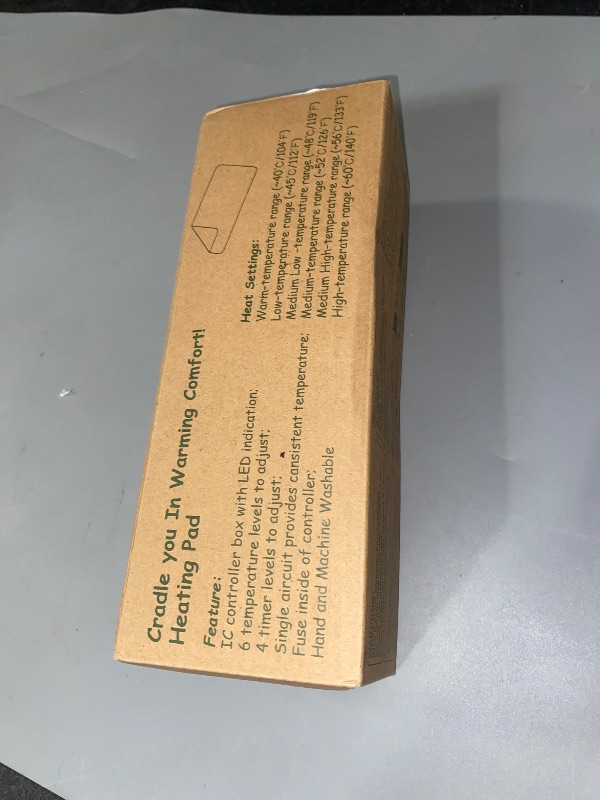 Cradle you In Warming Comfort!
Heating Pad
Feature:
IC controller box with LED indication;
6 temperature levels to adjust;
4 timer levels to adjust;
Single aircuit provides cansistent temperature;
Fuse inside of controller;
Hand and Machine Washable
Heat Settings:
Warm-temperature range (~40°C/104°F)
Low-temperature range (~45°C/112°F)
Medium Low -temperature range (~48°C/119°F)
Medium-temperature range (~52°C/126°F)
Medium High-temperature range (~56°C/133°F)
High-temperature range (~60°C/140°F)